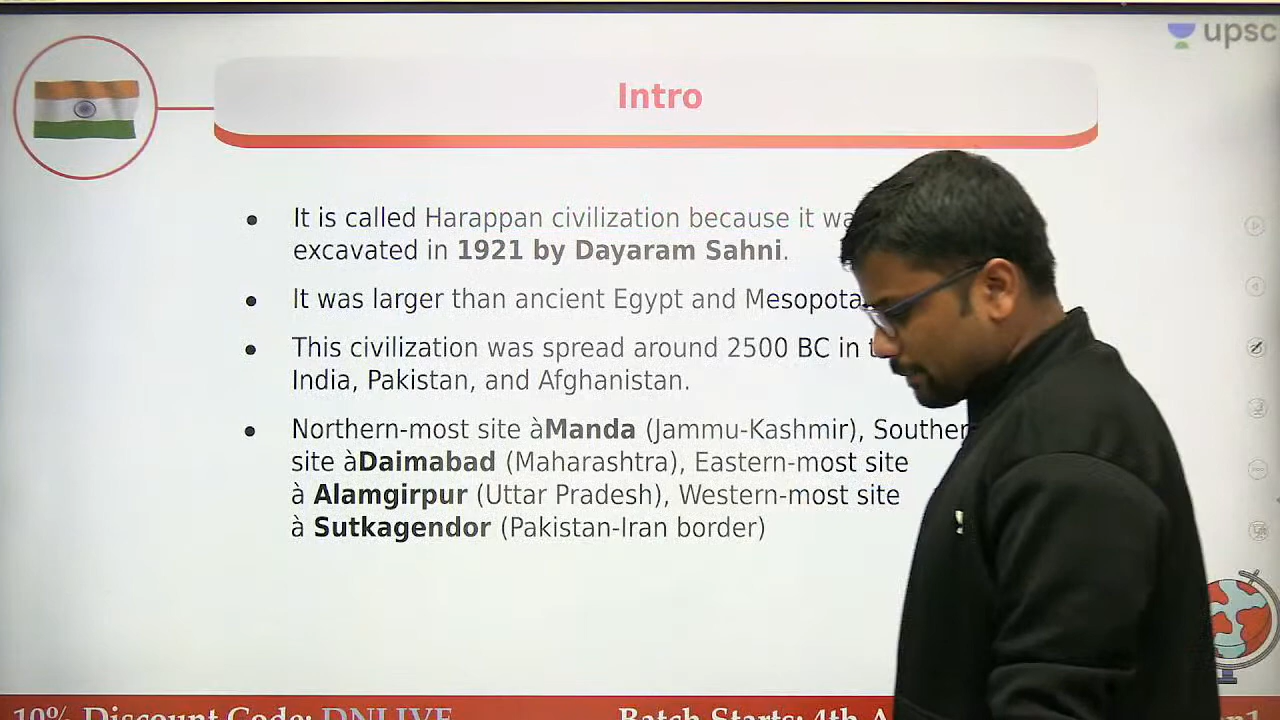 upsc
Intro
• It is called Harappan civilization because it
excavated in 1921 by Dayaram Sahni.
• It was larger than ancient Egypt and
• This civilization was spread around 2500 BC in
India, Pakistan, and Afghanistan.
• Northern-most site àManda (Jammu-Kashmir),
site àDaimabad (Maharashtra), Eastern-most site
à Alamgirpur (Uttar Pradesh), Western-most site
à Sutkagendor (Pakistan-Iran border)
10% Discount Code: DNLIVE
Batch Starts: 4th